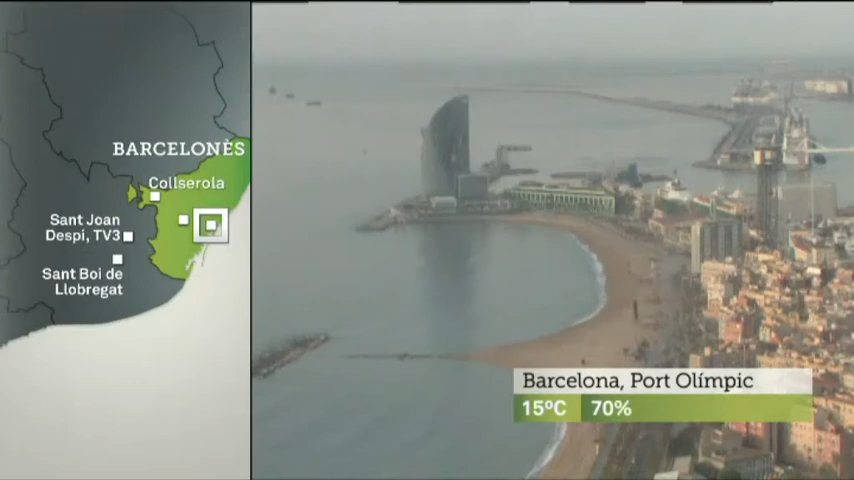 BARCELONÈS
Collserola
Sant Joan
Despí, TV3
Sant Boi de
Llobregat
Barcelona, Port Olímpic
15ºC 70%